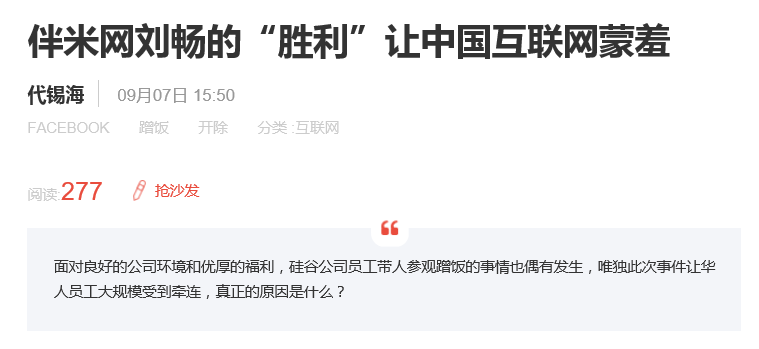 伴米网刘畅的“胜利”让中国互联网蒙羞
代锡海 09月07日 15:50
FACEBOOK 蹭饭 开除 分类 :互联网
阅读:277 抢沙发
面对良好的公司环境和优厚的福利，硅谷公司员工带人参观蹭饭的事情也偶有发生，唯独此次事件让华
人员工大规模受到牵连，真正的原因是什么？